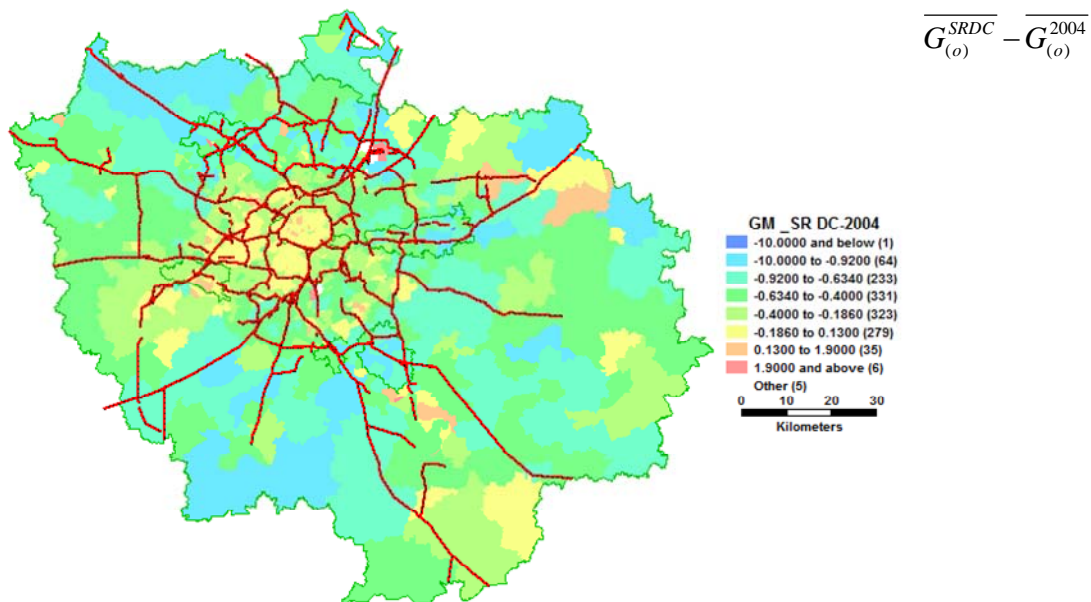 $\overline{G_{(o)}^{SRDC}} - \overline{G_{(o)}^{2004}}$
GM _SR DC-2004
-10.0000 and below (1)
-10.0000 to -0.9200 (64)
-0.9200 to -0.6340 (233)
-0.6340 to -0.4000 (331)
-0.4000 to -0.1860 (323)
-0.1860 to 0.1300 (279)
0.1300 to 1.9000 (35)
1.9000 and above (6)
Other (5)
0 10 20 30
Kilometers